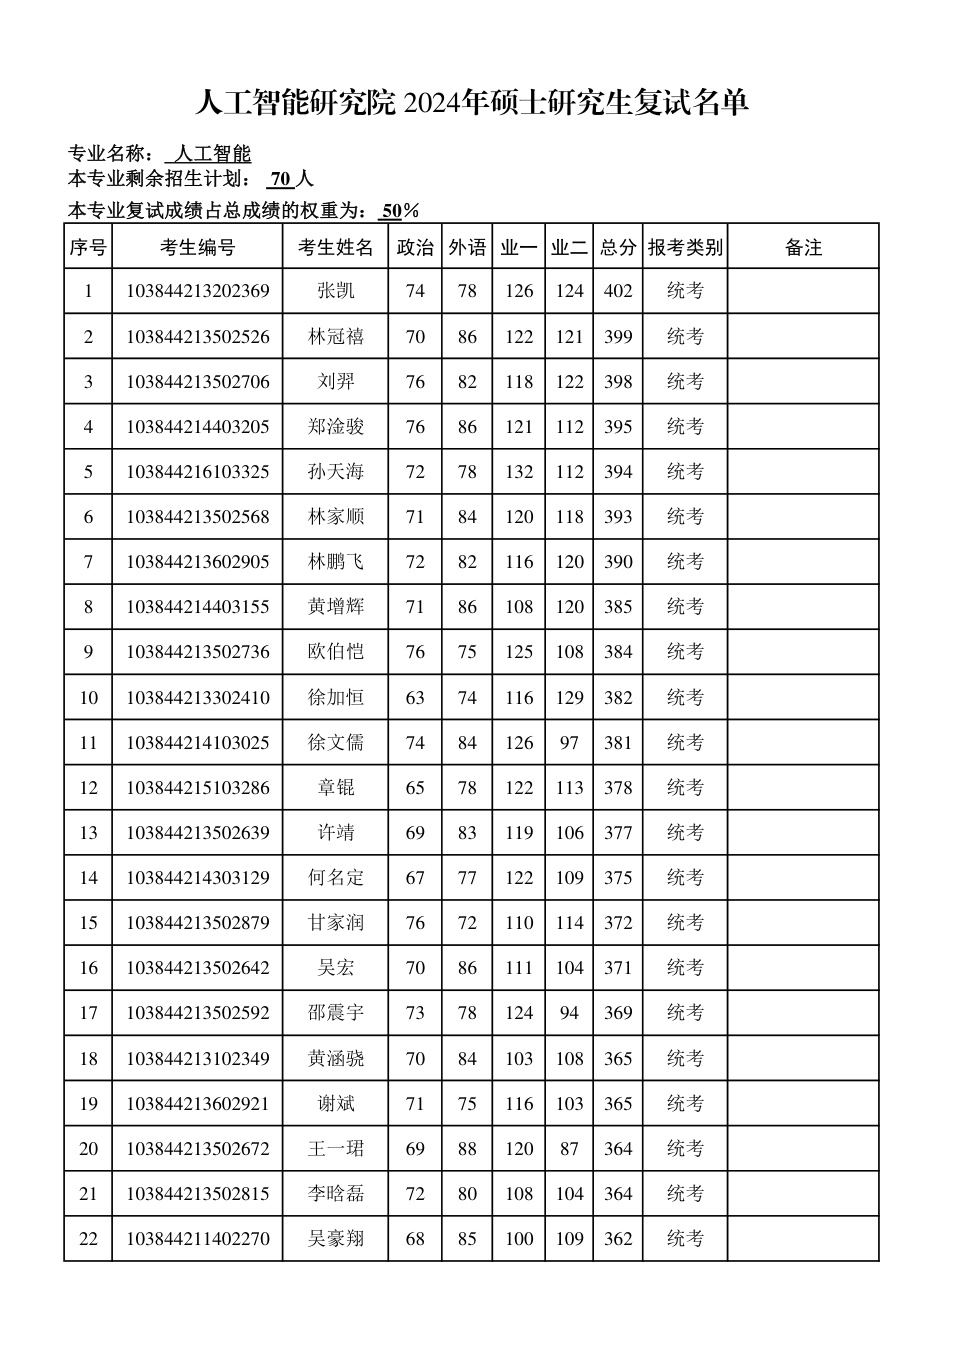 人工智能研究院 2024年硕士研究生复试名单
专业名称： 人工智能
本专业剩余招生计划： 70 人
本专业复试成绩占总成绩的权重为: 50%
序号 考生编号 考生姓名 政治 外语 业一 业二 总分 报考类别 备注
1 103844213202369 张凯 74 78 126 124 402 统考
2 103844213502526 林冠禧 70 86 122 121 399 统考
3 103844213502706 刘羿 76 82 118 122 398 统考
4 103844214403205 郑淦骏 76 86 121 112 395 统考
5 103844216103325 孙天海 72 78 132 112 394 统考
6 103844213502568 林家顺 71 84 120 118 393 统考
7 103844213602905 林鹏飞 72 82 116 120 390 统考
8 103844214403155 黄增辉 71 86 108 120 385 统考
9 103844213502736 欧伯恺 76 75 125 108 384 统考
10 103844213302410 徐加恒 63 74 116 129 382 统考
11 103844214103025 徐文儒 74 84 126 97 381 统考
12 103844215103286 章锟 65 78 122 113 378 统考
13 103844213502639 许靖 69 83 119 106 377 统考
14 103844214303129 何名定 67 77 122 109 375 统考
15 103844213502879 甘家润 76 72 110 114 372 统考
16 103844213502642 吴宏 70 86 111 104 371 统考
17 103844213502592 邵震宇 73 78 124 94 369 统考
18 103844213102349 黄涵骁 70 84 103 108 365 统考
19 103844213602921 谢斌 71 75 116 103 365 统考
20 103844213502672 王一珺 69 88 120 87 364 统考
21 103844213502815 李晗磊 72 80 108 104 364 统考
22 103844211402270 吴豪翔 68 85 100 109 362 统考